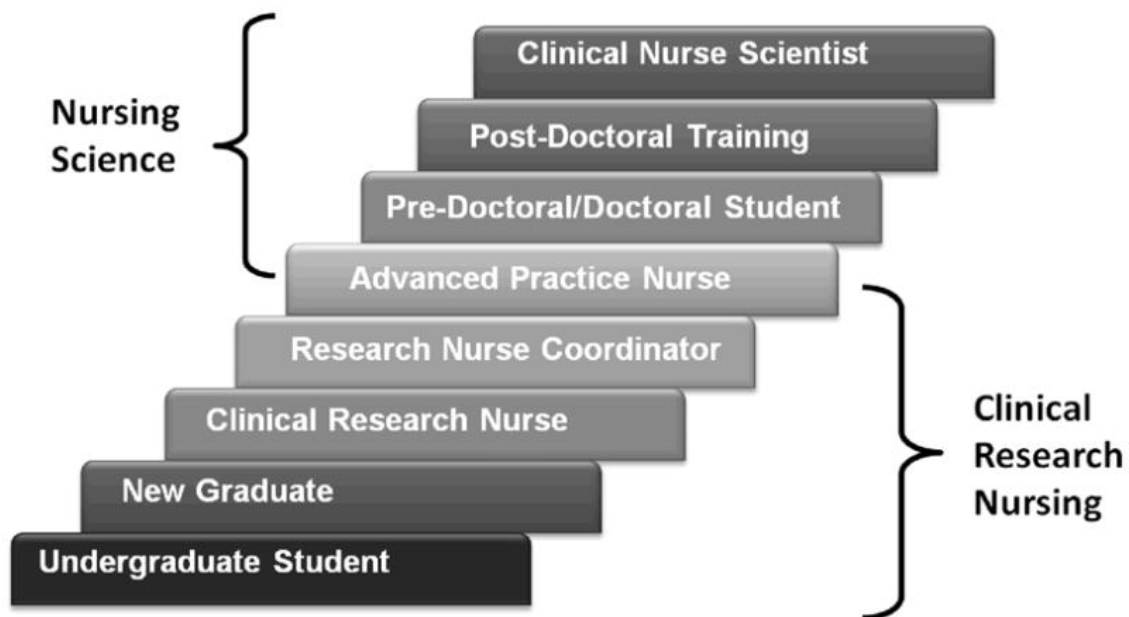 Clinical Nurse Scientist
Nursing
Science
Post-Doctoral Training
Pre-Doctoral/Doctoral Student
Advanced Practice Nurse
Research Nurse Coordinator
Clinical Research Nurse
New Graduate
Undergraduate Student
Clinical
Research
Nursing